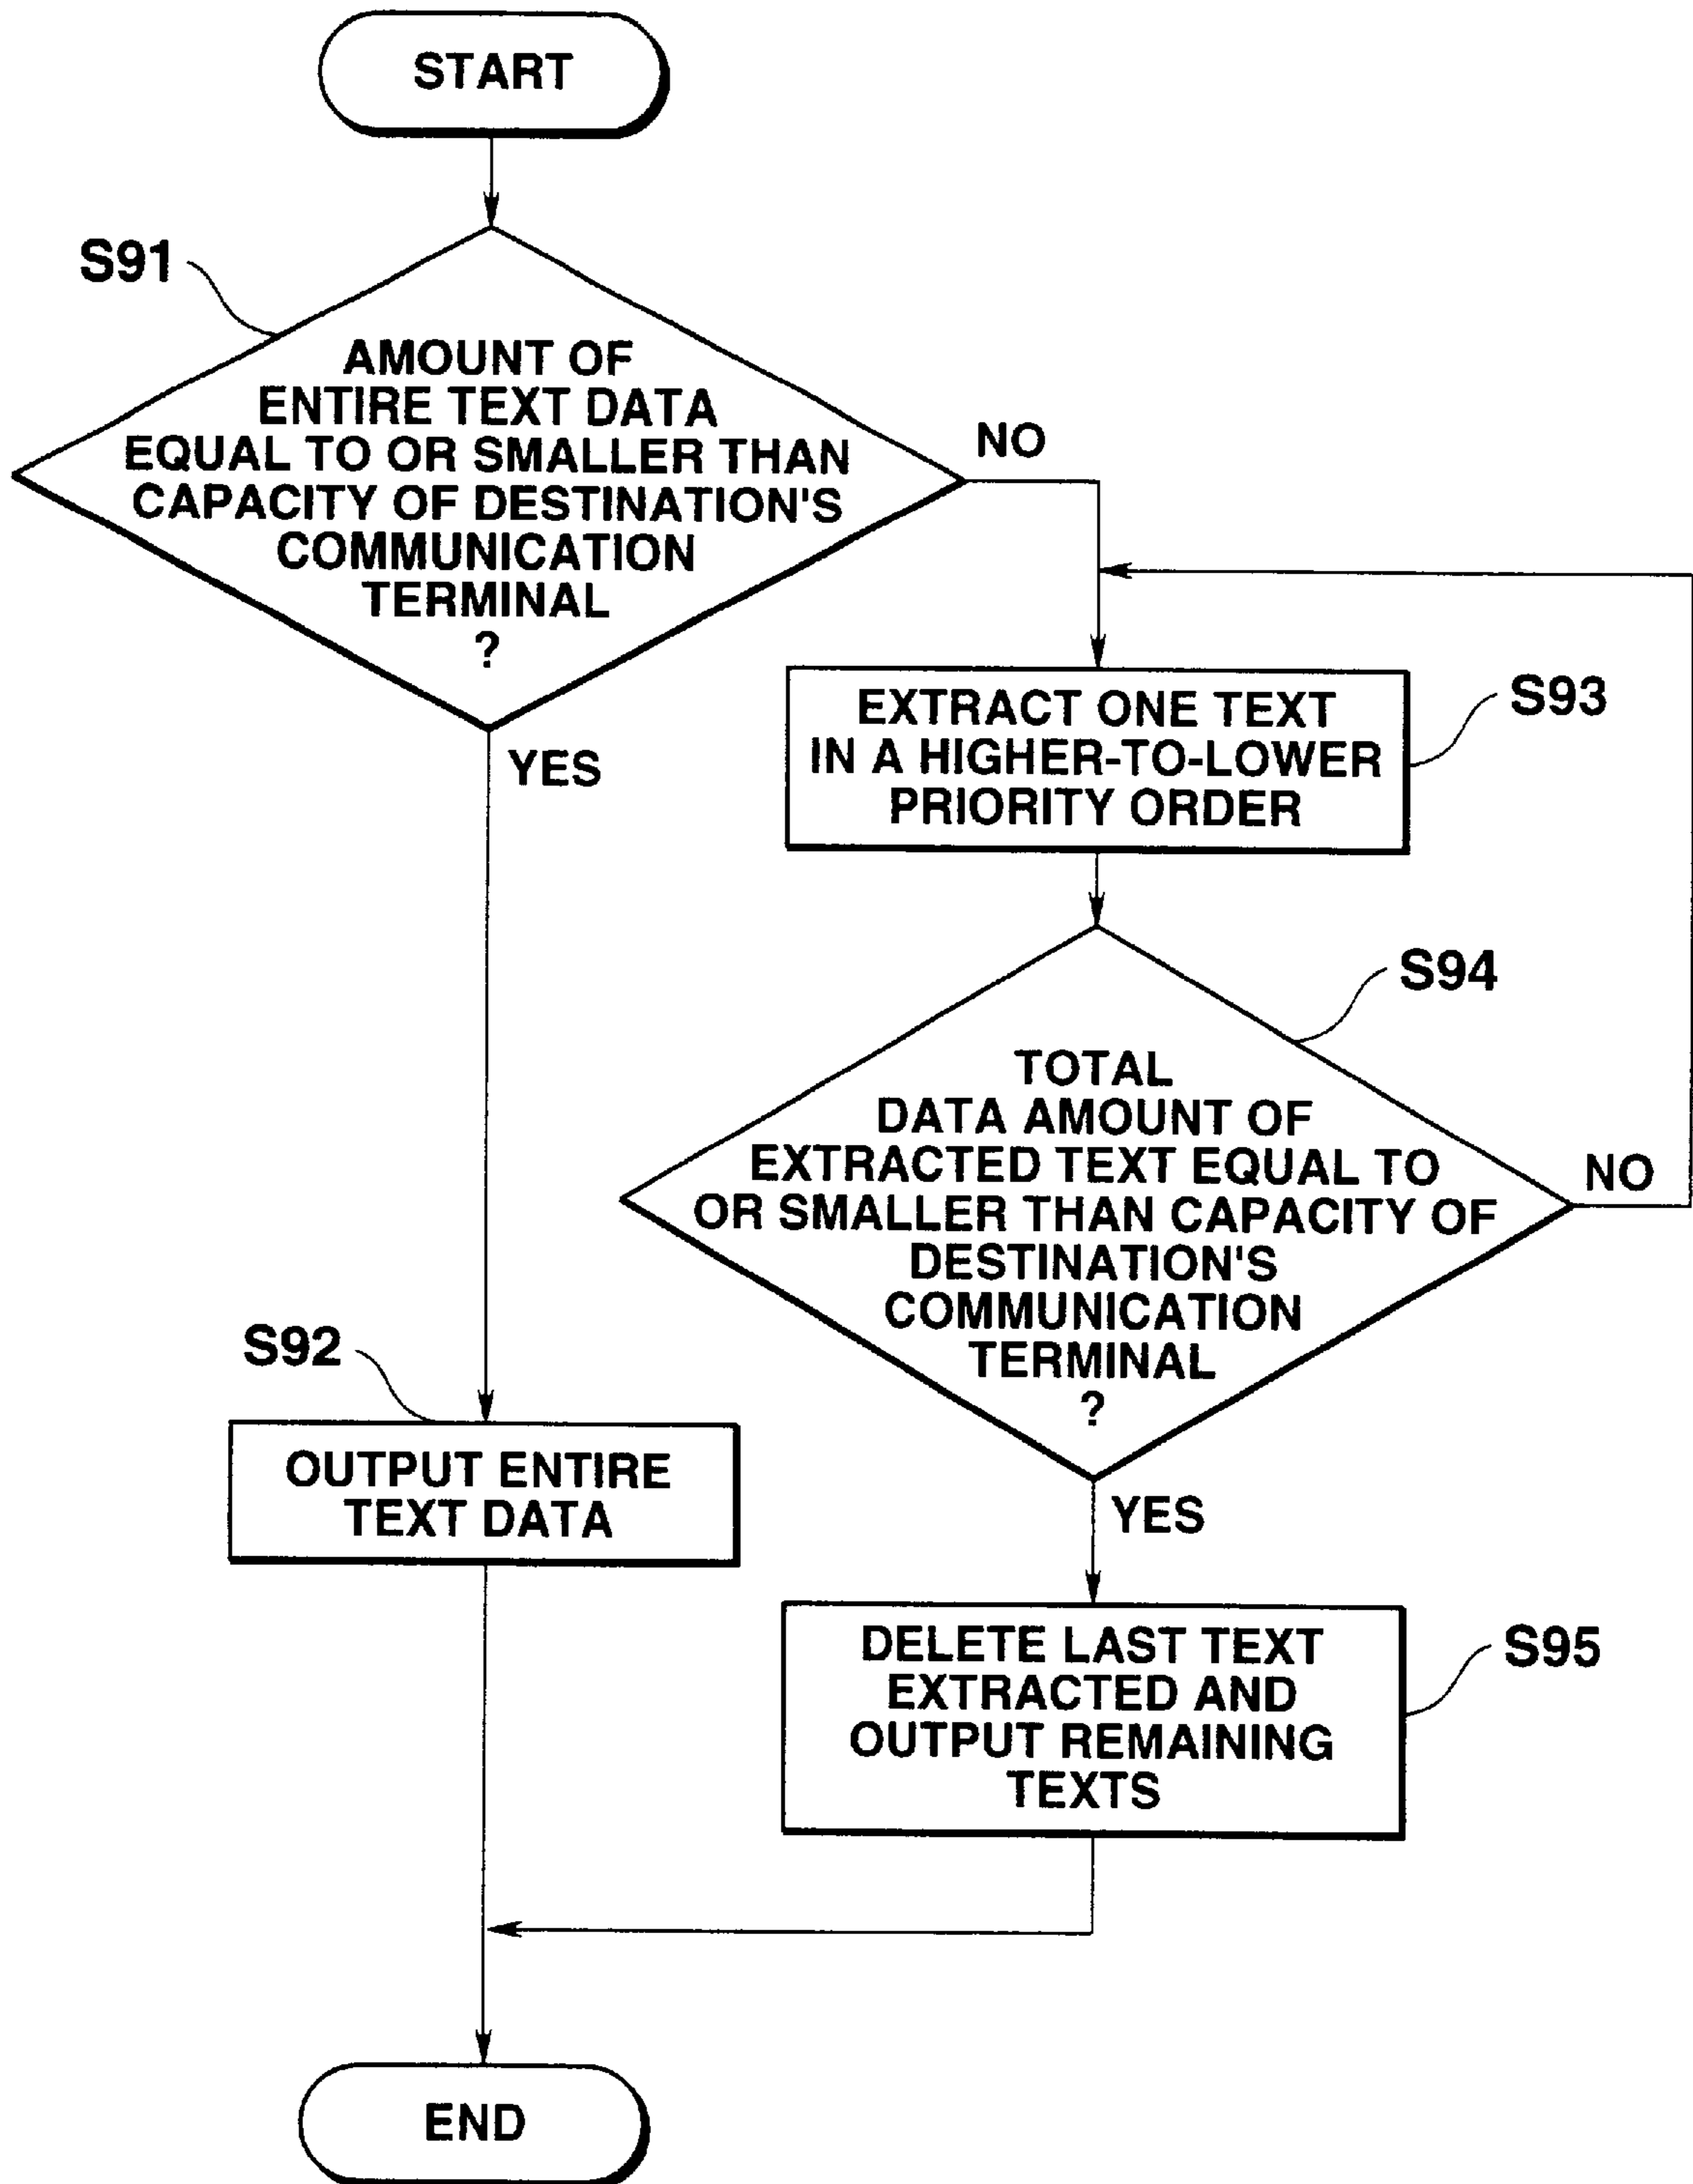 START
S91
AMOUNT OF
ENTIRE TEXT DATA
EQUAL TO OR SMALLER THAN
CAPACITY OF DESTINATION'S
COMMUNICATION
TERMINAL
?
NO
YES
EXTRACT ONE TEXT
IN A HIGHER-TO-LOWER
PRIORITY ORDER
S93
S94
TOTAL
DATA AMOUNT OF
EXTRACTED TEXT EQUAL TO
OR SMALLER THAN CAPACITY OF
DESTINATION'S
COMMUNICATION
TERMINAL
?
NO
YES
S92
OUTPUT ENTIRE
TEXT DATA
DELETE LAST TEXT
EXTRACTED AND
OUTPUT REMAINING
TEXTS
S95
END